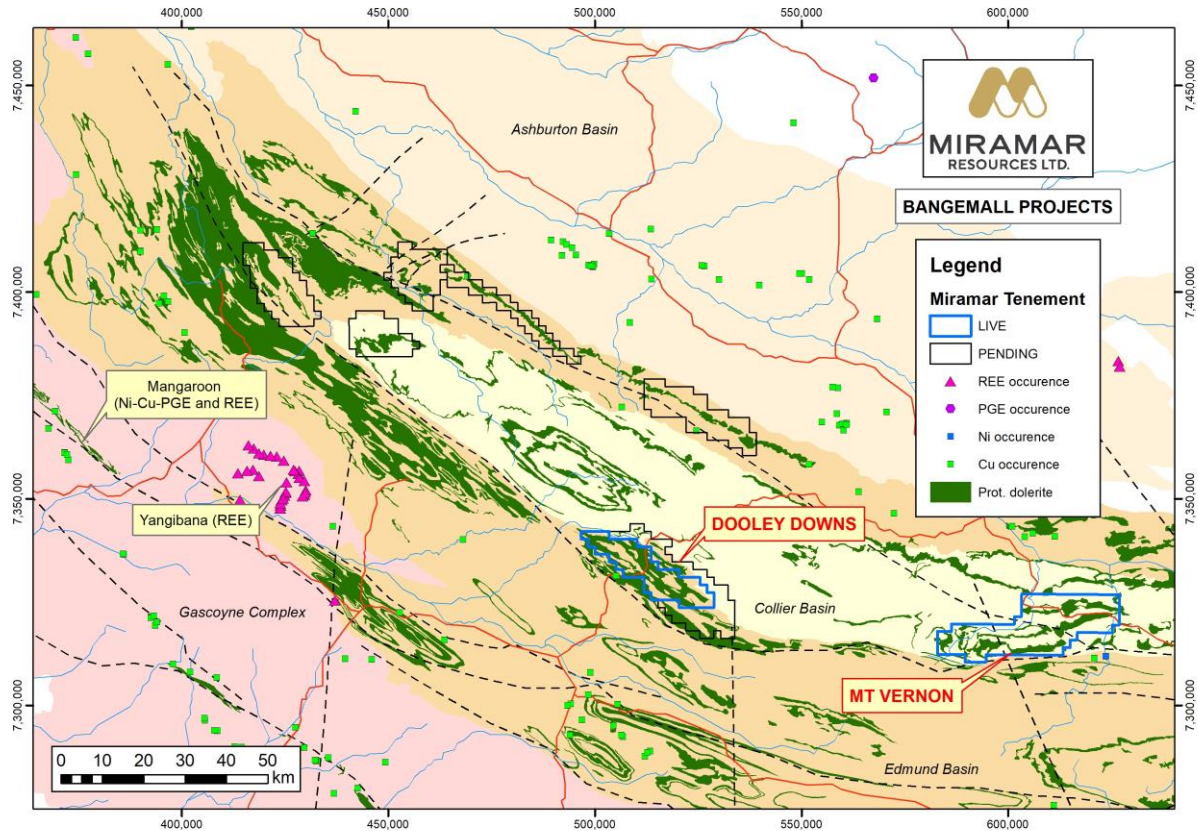 400,000
450,000
500,000
550,000
600,000
7,450,000
7,450,000
Ashburton Basin
MIRAMAR
RESOURCES LTD.
BANGEMALL PROJECTS
Legend
Miramar Tenement
LIVE
PENDING
REE occurence
PGE occurence
Ni occurence
Cu occurence
Prot. dolerite
7,400,000
7,400,000
Mangaroon
(Ni-Cu-PGE and REE)
Yangibana (REE)
7,350,000
7,350,000
DOOLEY DOWNS
Gascoyne Complex
Collier Basin
MT VERNON
7,300,000
7,300,000
Edmund Basin
0 10 20 30 40 50
km
400,000
450,000
500,000
550,000
600,000